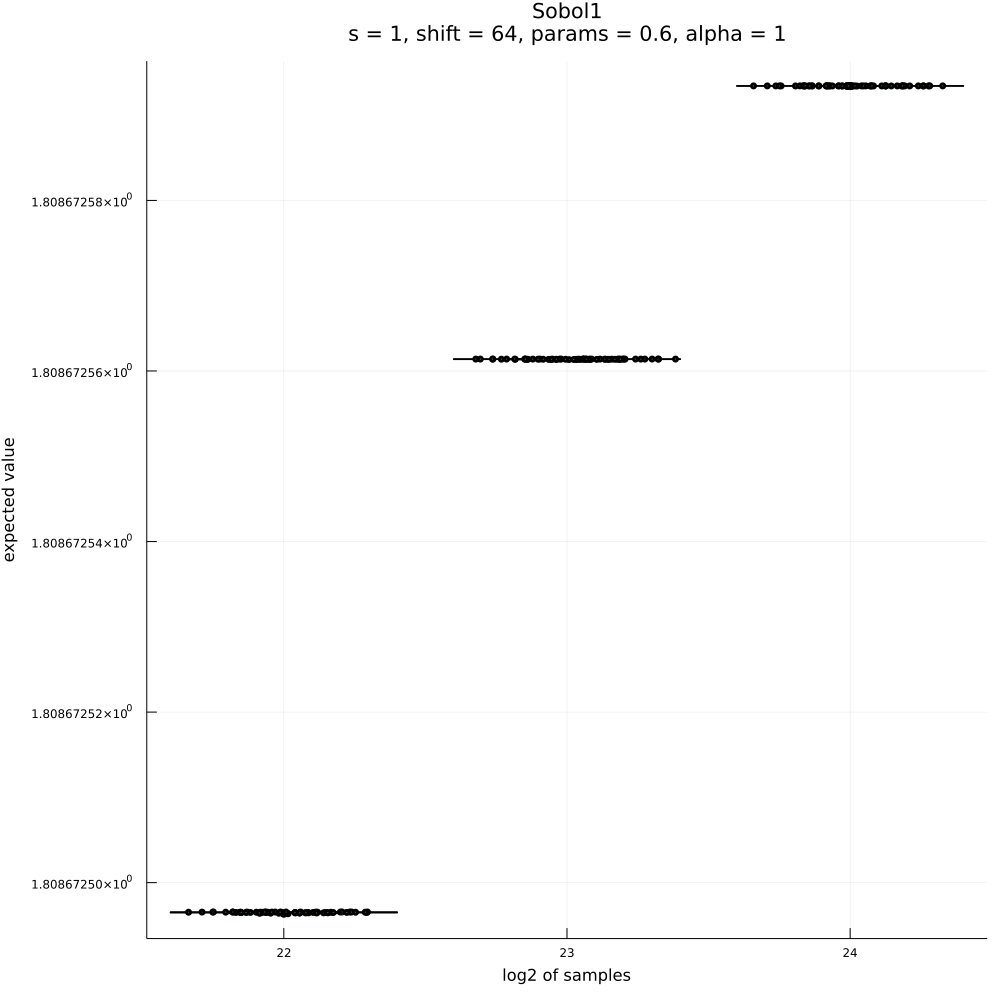 Sobol1
s = 1, shift = 64, params = 0.6, alpha = 1
expected value
1.80867258×10⁰
1.80867256×10⁰
1.80867254×10⁰
1.80867252×10⁰
1.80867250×10⁰
22 23 24
log2 of samples